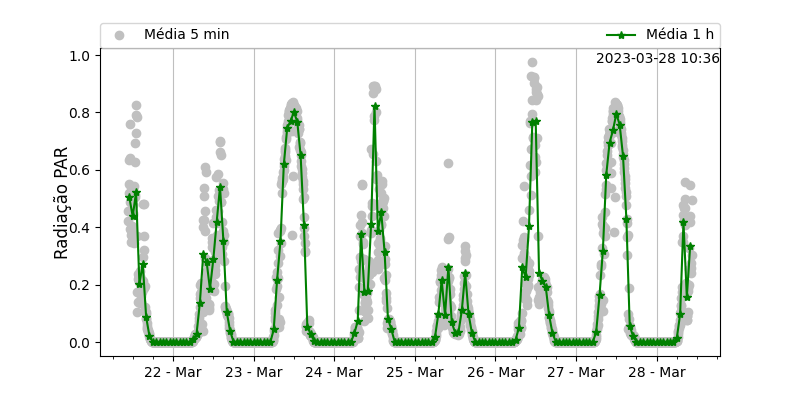 Média 5 min
Média 1 h
2023-03-28 10:36
Radiação PAR
1.0
0.8
0.6
0.4
0.2
0.0
22 - Mar
23 - Mar
24 - Mar
25 - Mar
26 - Mar
27 - Mar
28 - Mar